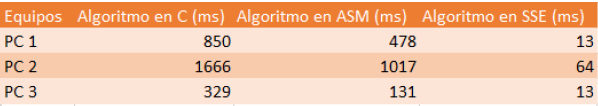 Equipos Algoritmo en C (ms) Algoritmo en ASM (ms) Algoritmo en SSE (ms)
PC 1 850 478 13
PC 2 1666 1017 64
PC 3 329 131 13